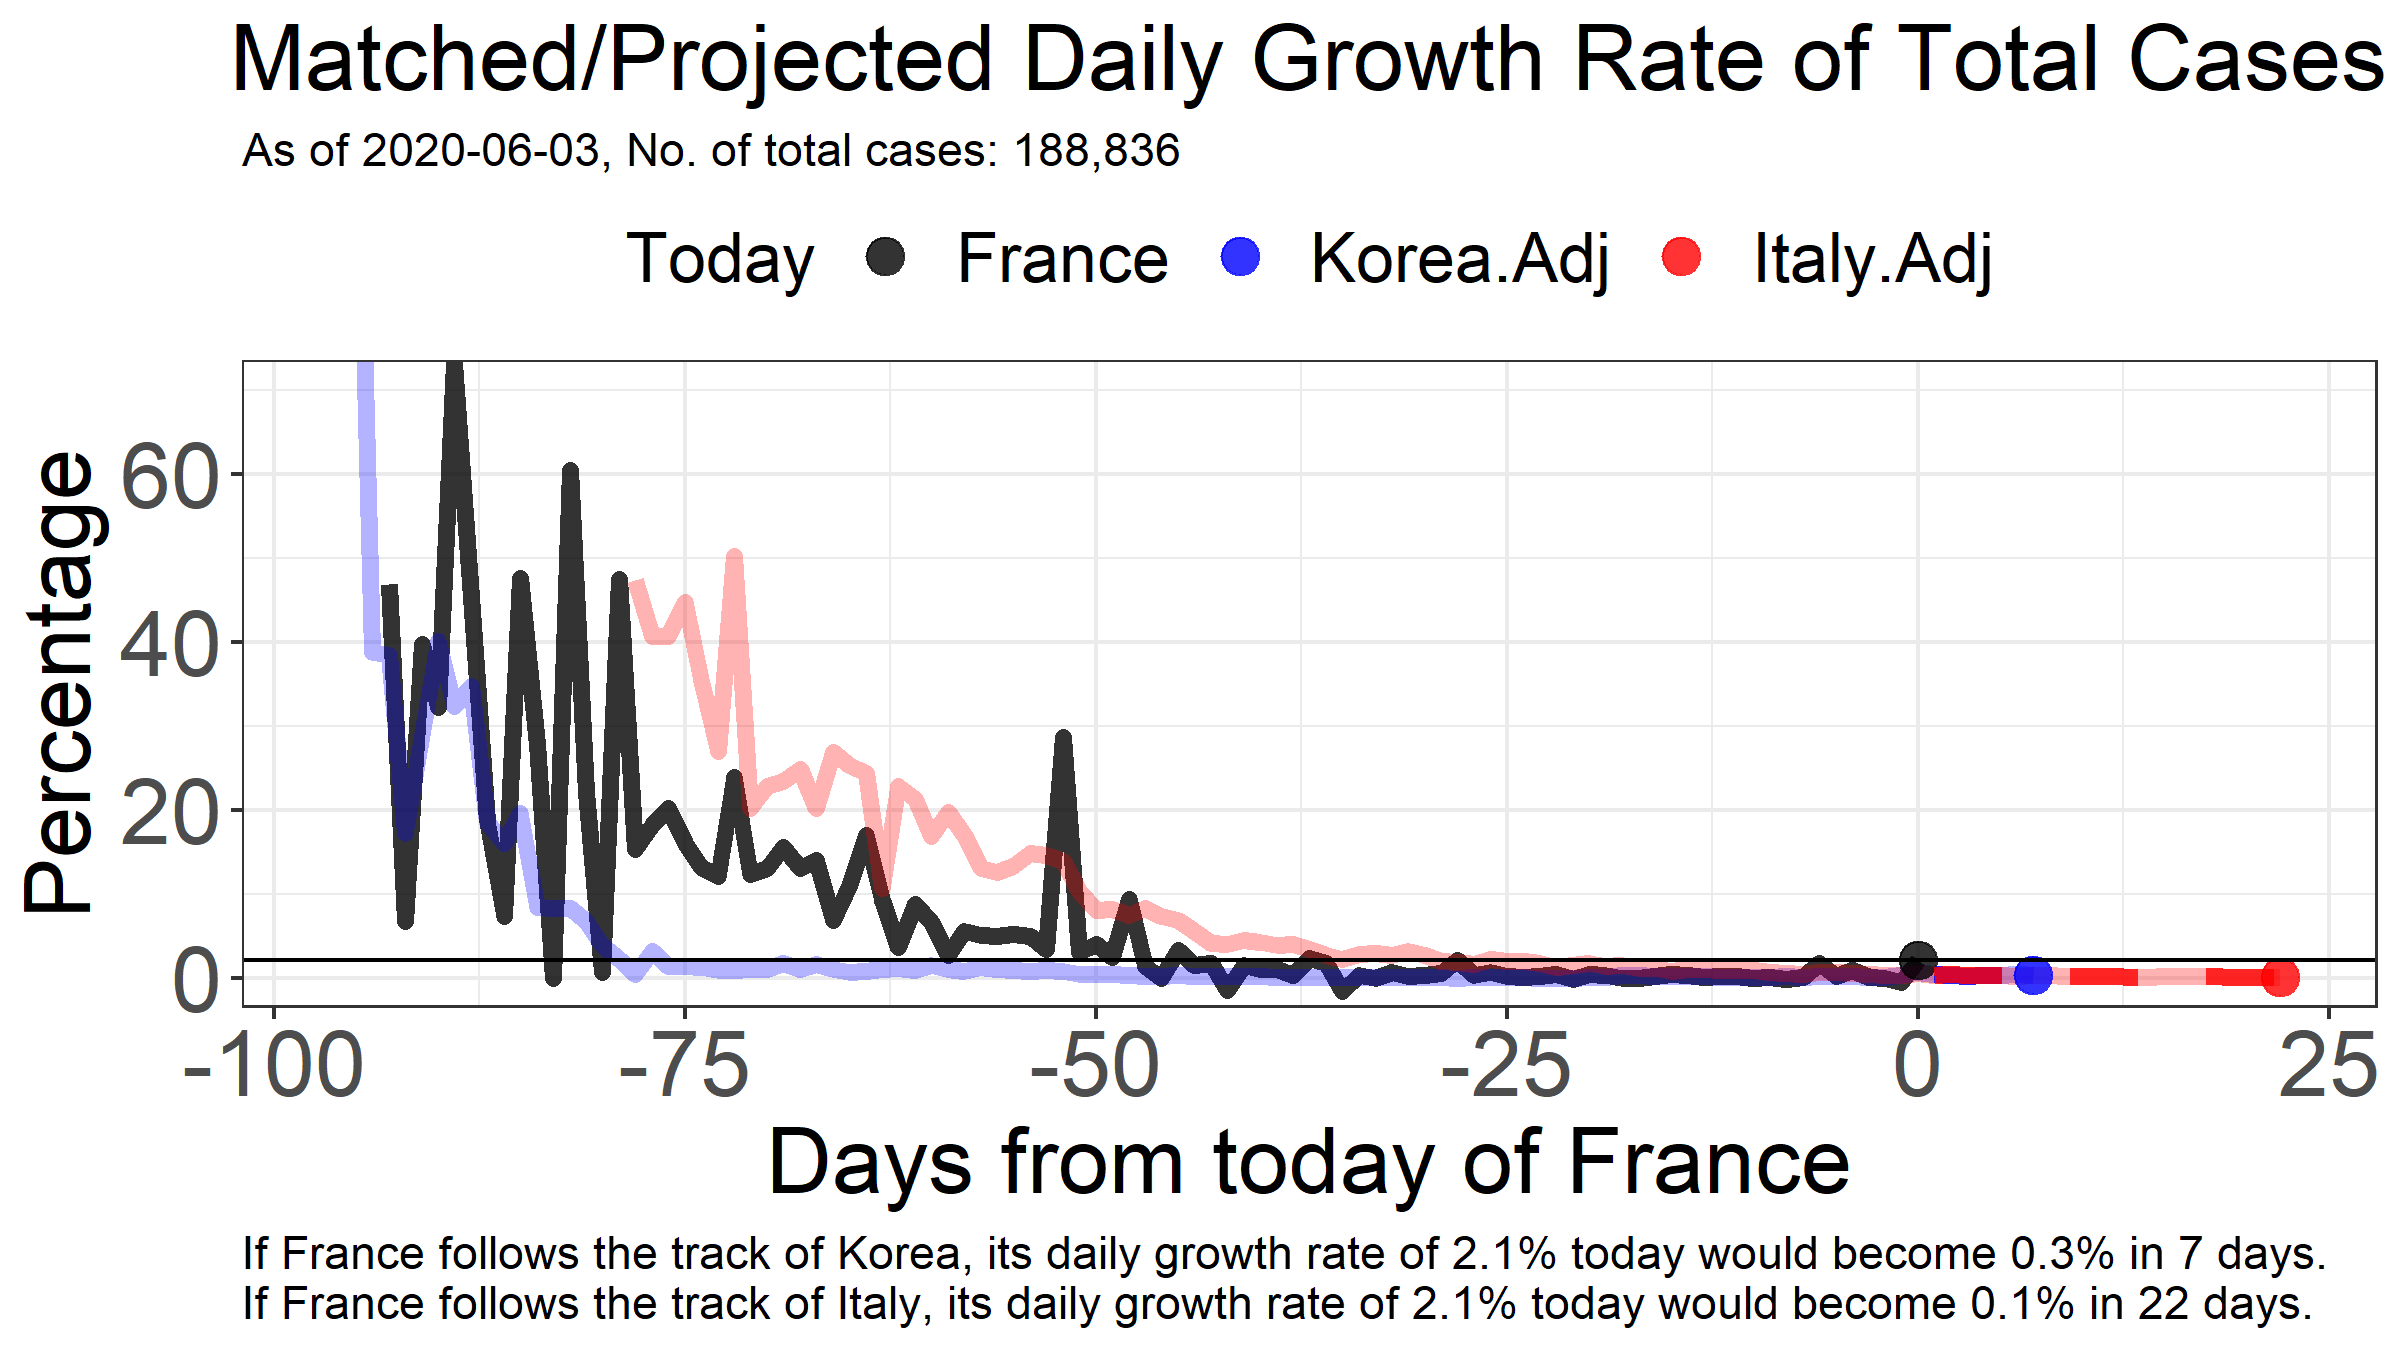 Matched/Projected Daily Growth Rate of Total Cases
As of 2020-06-03, No. of total cases: 188,836
Today France Korea.Adj Italy.Adj
Percentage
60
40
20
0
-100 -75 -50 -25 0 25
Days from today of France
If France follows the track of Korea, its daily growth rate of 2.1% today would become 0.3% in 7 days.
If France follows the track of Italy, its daily growth rate of 2.1% today would become 0.1% in 22 days.